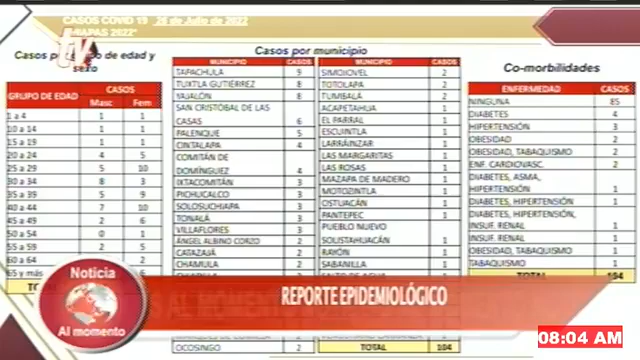 CASOS COVID 19 26 de Julio de 2022
CHIAPAS 2022"
tv
Casos por grupo de edad y sexo
GRUPO DE EDAD CASOS
Masc Fem
1 a 4 1 1
10 a 14 1 1
15 a 19 1 1
20 a 24 4 5
25 a 29 5 10
30 a 34 8 3
35 a 39 5 9
40 a 44 7 10
45 a 49 2 6
50 a 54 0 1
55 a 59 2 5
60 a 64 2
65 y más
Casos por municipio
MUNICIPIO CASOS
TAPACHULA 9
TUXTLA GUTIÉRREZ 8
YAJALÓN 8
SAN CRISTÓBAL DE LAS CASAS 6
PALENQUE 5
CINTALAPA 4
COMITÁN DE DOMÍNGUEZ 4
IXTACOMITÁN 3
PICHUCALCO 3
SOLOSUCHIAPA 3
TONALÁ 3
VILLAFLORES 3
ÁNGEL ALBINO CORZO 2
CATAZAJÁ 2
CHAMULA 2
OCOSINGO 2
MUNICIPIO CASOS
SIMOJOVEL 2
TOTOLAPA 2
TUMBALÁ 2
ACAPETAHUA 1
EL PARRAL 1
ESCUINTLA 1
LARRÁINZAR 1
LAS MARGARITAS 1
LAS ROSAS 1
MAZAPA DE MADERO 1
MOTOZINTLA 1
OSTUACÁN 1
PANTEPEC 1
PUEBLO NUEVO SOLISTAHUACÁN 1
RAYÓN 1
SABANILLA 1
TOTAL 104
Co-morbilidades
ENFERMEDAD CASOS
NINGUNA 85
DIABETES 4
HIPERTENSIÓN 3
OBESIDAD 2
OBESIDAD, TABAQUISMO 2
ENF. CARDIOVASC. 2
DIABETES, ASMA, HIPERTENSIÓN 1
DIABETES, HIPERTENSIÓN 1
DIABETES, HIPERTENSIÓN, INSUF. RENAL 1
INSUF. RENAL 1
OBESIDAD, HIPERTENSIÓN 1
TABAQUISMO 1
TOTAL 104
Noticia
Al momento
REPORTE EPIDEMIOLÓGICO
08:04 AM